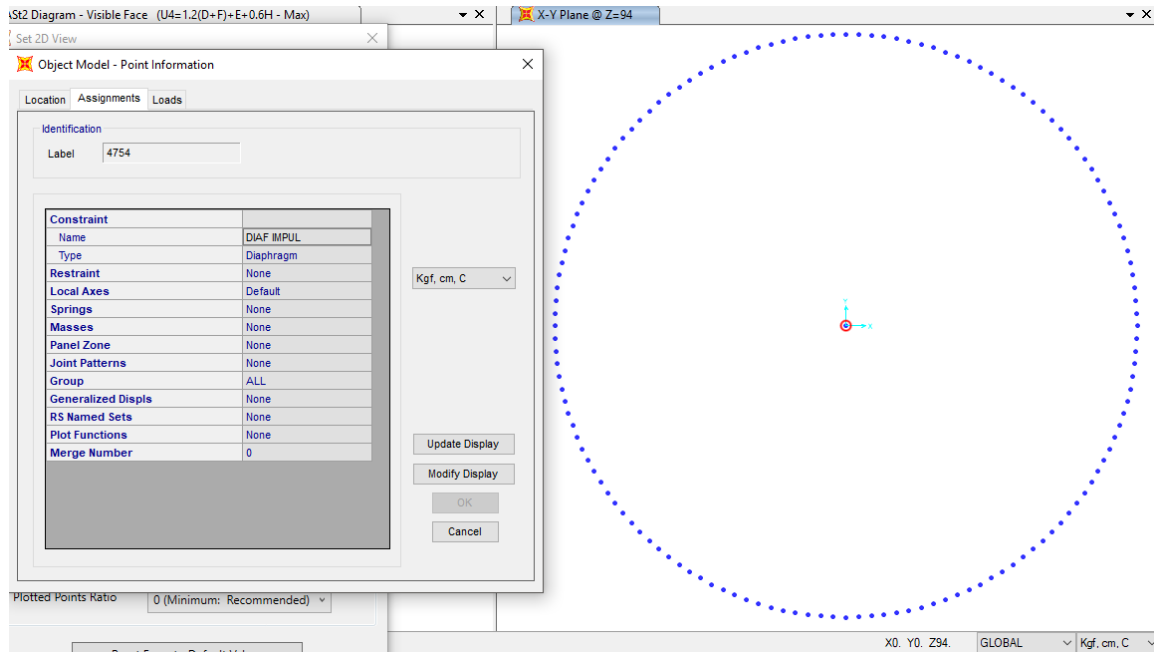 ASt2 Diagram - Visible Face (U4=1.2(D+F)+E+0.6H - Max)
X-Y Plane @ Z=94
Set 2D View
Object Model - Point Information
Location Assignments Loads
Identification
Label 4754
Constraint
Name DIAF IMPUL
Type Diaphragm
Restraint None
Local Axes Default
Springs None
Masses None
Panel Zone None
Joint Patterns None
Group ALL
Generalized Displs None
RS Named Sets None
Plot Functions None
Merge Number 0
Kgf, cm, C
Update Display
Modify Display
OK
Cancel
Y
X
Plotted Points Ratio 0 (Minimum: Recommended)
X0. Y0. Z94. GLOBAL Kgf, cm, C